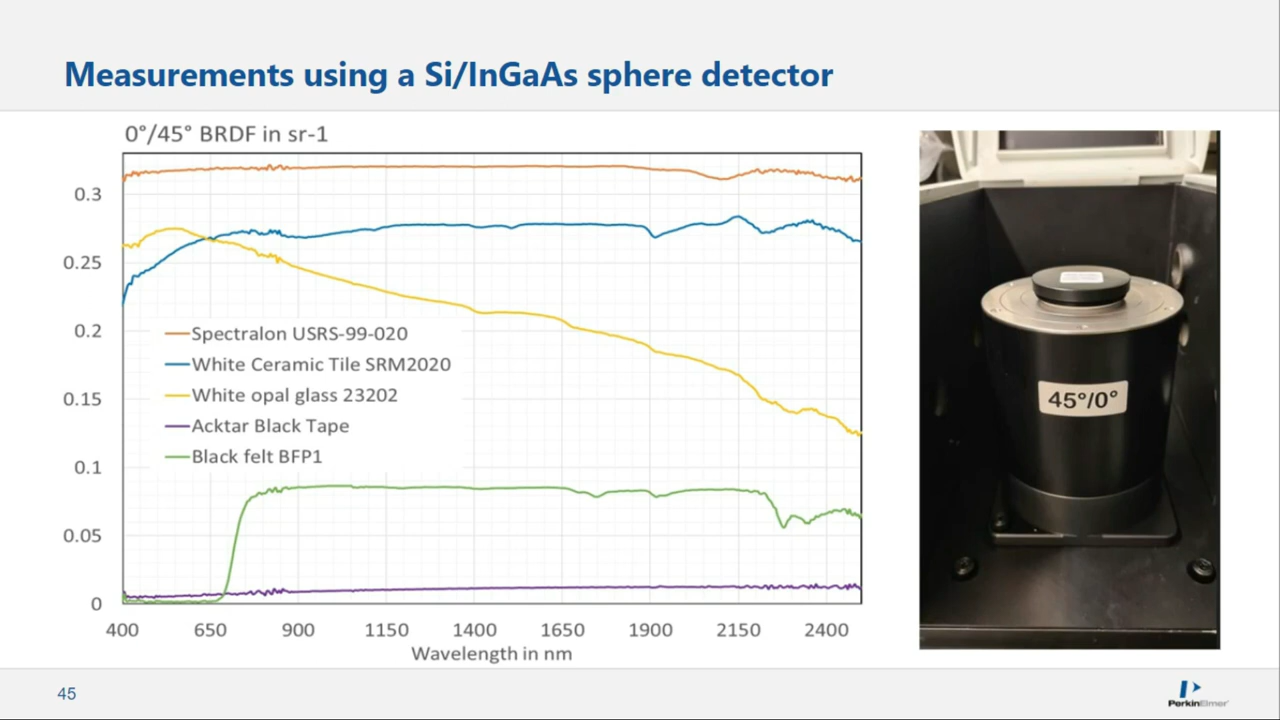 Measurements using a Si/InGaAs sphere detector
0°/45° BRDF in sr-1
0.3
0.25
0.2
0.15
0.1
0.05
0
Spectralon USRS-99-020
White Ceramic Tile SRM2020
White opal glass 23202
Acktar Black Tape
Black felt BFP1
400 650 900 1150 1400 1650 1900 2150 2400
Wavelength in nm
45°/0°
45
PerkinElmer